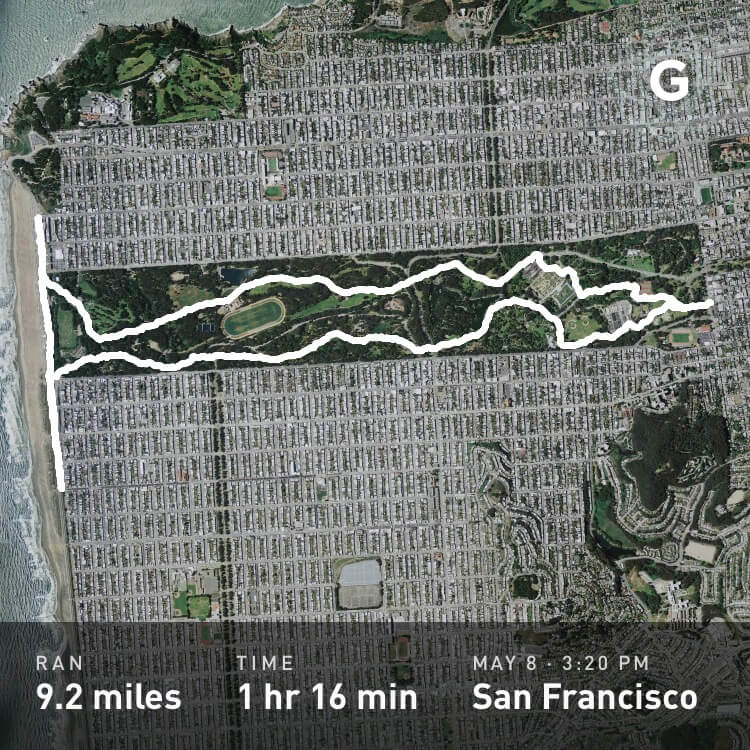 G
RAN
9.2 miles
TIME
1 hr 16 min
MAY 8 · 3:20 PM
San Francisco